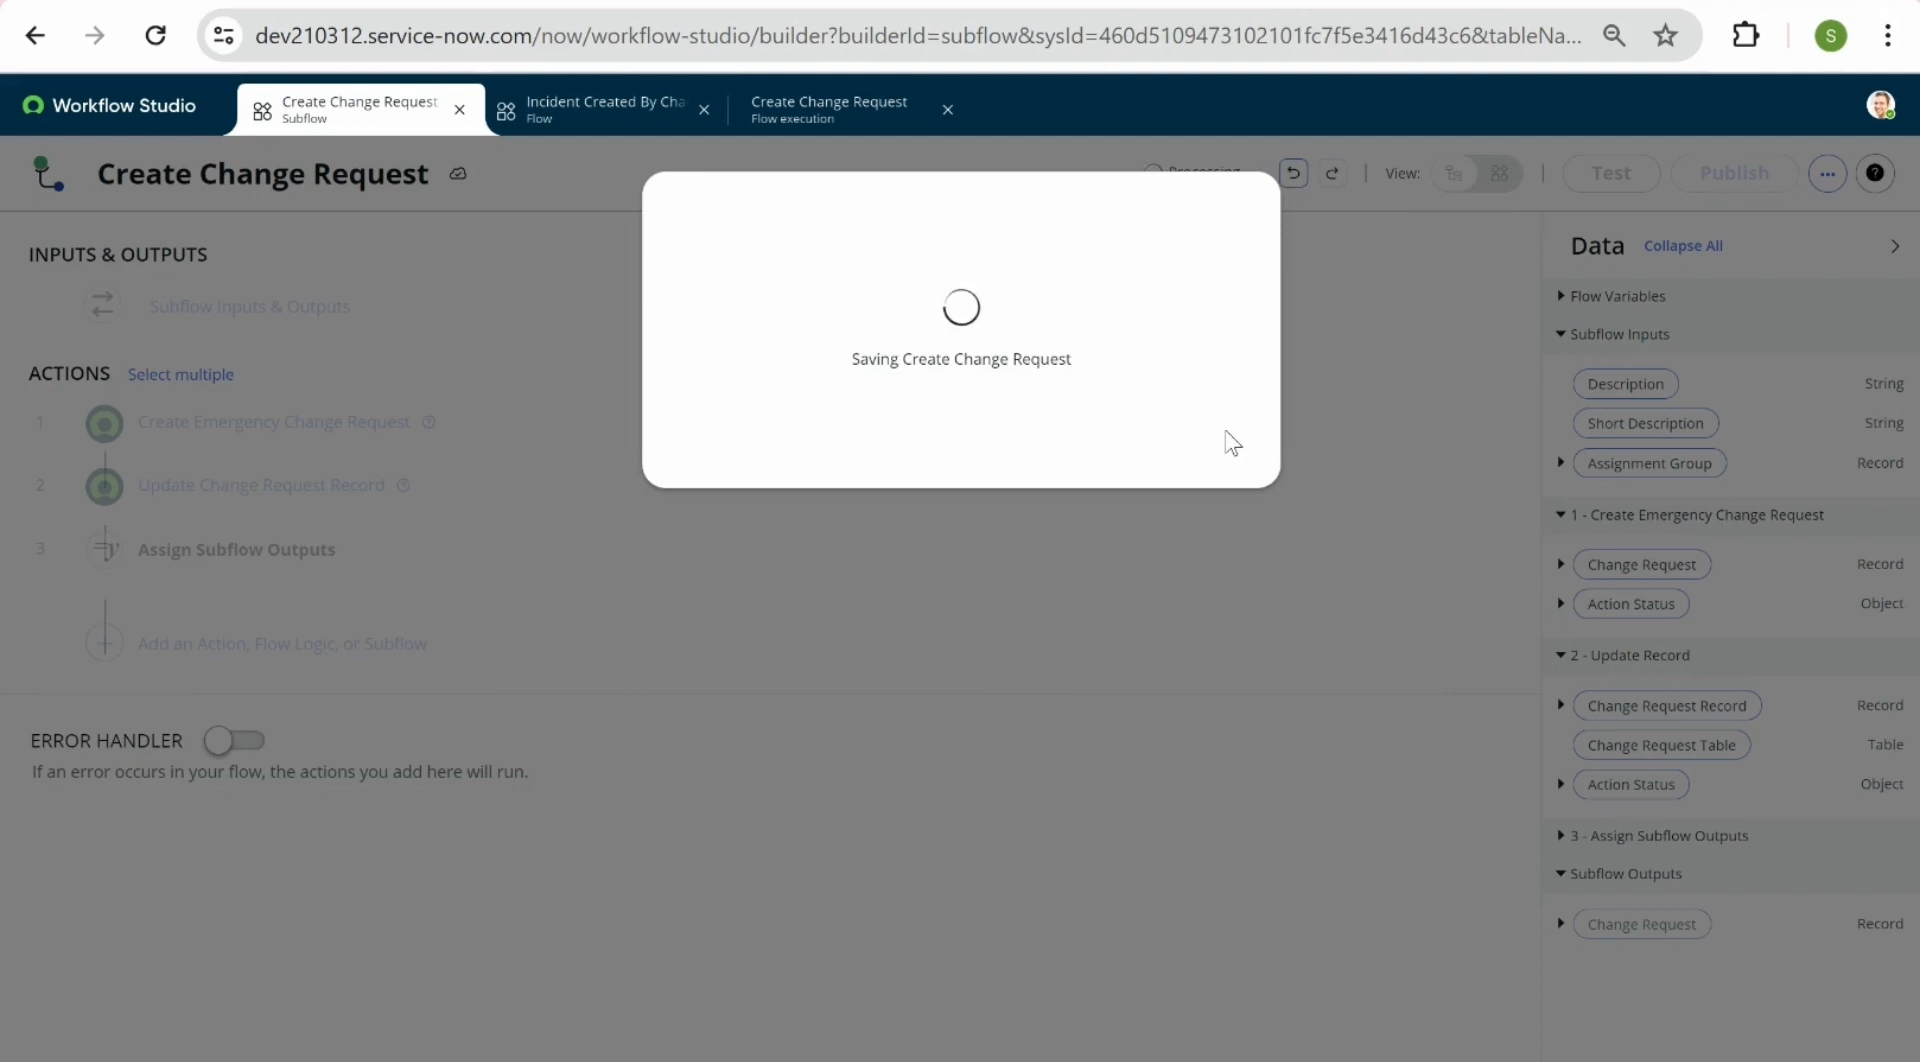 dev210312.service-now.com/now/workflow-studio/builder?builderId=subflow&sysId=460d5109473102101fc7f5e3416d43c6&tableNa...
S
Workflow Studio
Create Change Request
Subflow
Incident Created By Cha
Flow
Create Change Request
Flow execution
Create Change Request
Processing
View:
Test
Publish
INPUTS & OUTPUTS
Subflow Inputs & Outputs
ACTIONS Select multiple
1 Create Emergency Change Request
2 Update Change Request Record
3 Assign Subflow Outputs
Add an Action, Flow Logic, or Subflow
ERROR HANDLER
If an error occurs in your flow, the actions you add here will run.
Saving Create Change Request
Data Collapse All
Flow Variables
Subflow Inputs
Description String
Short Description String
Assignment Group Record
1 - Create Emergency Change Request
Change Request Record
Action Status Object
2 - Update Record
Change Request Record Record
Change Request Table Table
Action Status Object
3 - Assign Subflow Outputs
Subflow Outputs
Change Request Record